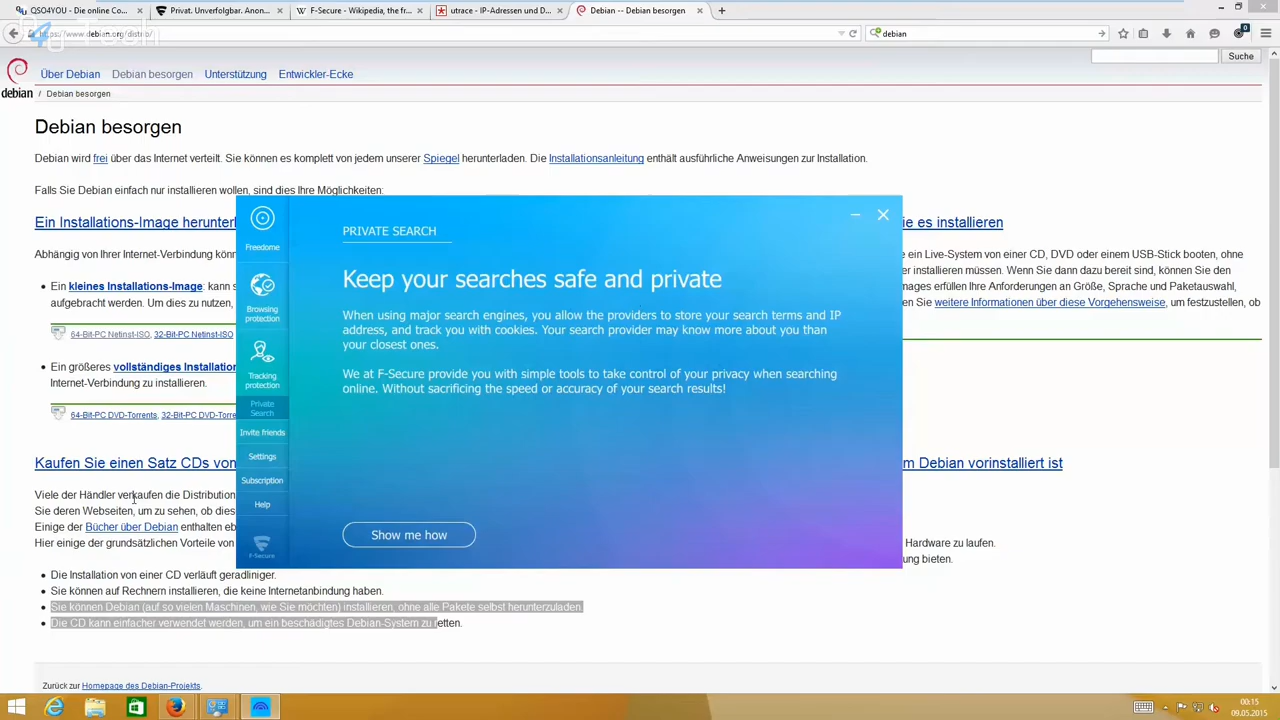 QSO4YOU - Die online Co...
Privat. Unverfolgbar. Anon...
F-Secure - Wikipedia, the fr...
utrace - IP-Adressen und D...
Debian -- Debian besorgen
https://www.debian.org/distrib/
debian
Suche
Über Debian
Debian besorgen
Unterstützung
Entwickler-Ecke
debian
/ Debian besorgen
Debian besorgen
Debian wird frei über das Internet verteilt. Sie können es komplett von jedem unserer Spiegel herunterladen. Die Installationsanleitung enthält ausführliche Anweisungen zur Installation.
Falls Sie Debian einfach nur installieren wollen, sind dies Ihre Möglichkeiten:
Ein Installations-Image herunter
ie es installieren
Abhängig von Ihrer Internet-Verbindung könn
ein Live-System von einer CD, DVD oder einem USB-Stick booten, ohne
er installieren müssen. Wenn Sie dann dazu bereit sind, können Sie den
Ein kleines Installations-Image: kann s
mages erfüllt Ihre Anforderungen an Größe, Sprache und Paketauswahl,
aufgebracht werden. Um dies zu nutzen,
en Sie weitere Informationen über diese Vorgehensweise, um festzustellen, ob
64-Bit-PC Netinst-ISO, 32-Bit-PC Netinst-ISO
Ein größeres vollständiges Installation
Internet-Verbindung zu installieren.
64-Bit-PC DVD-Torrents, 32-Bit-PC DVD-Torre
Kaufen Sie einen Satz CDs von
m Debian vorinstalliert ist
Viele der Händler verkaufen die Distribution
Sie deren Webseiten, um zu sehen, ob dies
Einige der Bücher über Debian enthalten eb
Hier einige der grundsätzlichen Vorteile von
Hardware zu laufen.
ung bieten.
Die Installation von einer CD verläuft geradliniger.
Sie können auf Rechnern installieren, die keine Internetanbindung haben.
Sie können Debian (auf so vielen Maschinen, wie Sie möchten) installieren, ohne alle Pakete selbst herunterzuladen.
Die CD kann einfacher verwendet werden, um ein beschädigtes Debian-System zu retten.
Zurück zur Homepage des Debian-Projekts.
Freedome
Browsing
protection
Tracking
protection
Private
Search
Invite friends
Settings
Subscription
Help
F-Secure
PRIVATE SEARCH
Keep your searches safe and private
When using major search engines, you allow the providers to store your search terms and IP
address, and track you with cookies. Your search provider may know more about you than
your closest ones.
We at F-Secure provide you with simple tools to take control of your privacy when searching
online. Without sacrificing the speed or accuracy of your search results!
Show me how
00:15
09.05.2015